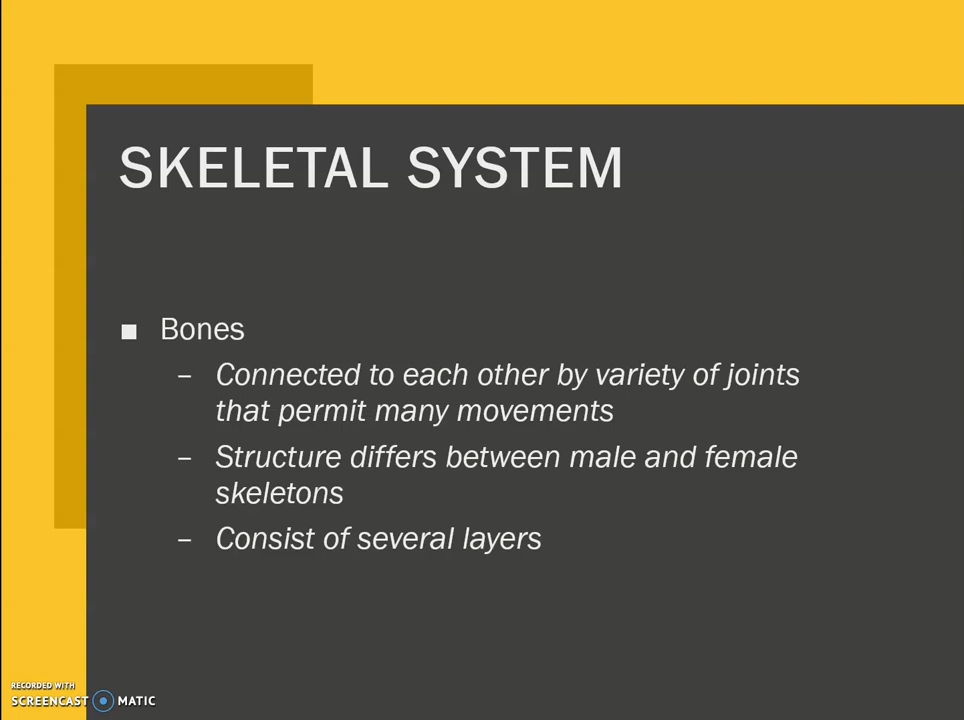 SKELETAL SYSTEM
■ Bones
– Connected to each other by variety of joints
that permit many movements
– Structure differs between male and female
skeletons
– Consist of several layers
RECORDED WITH
SCREENCAST MATIC